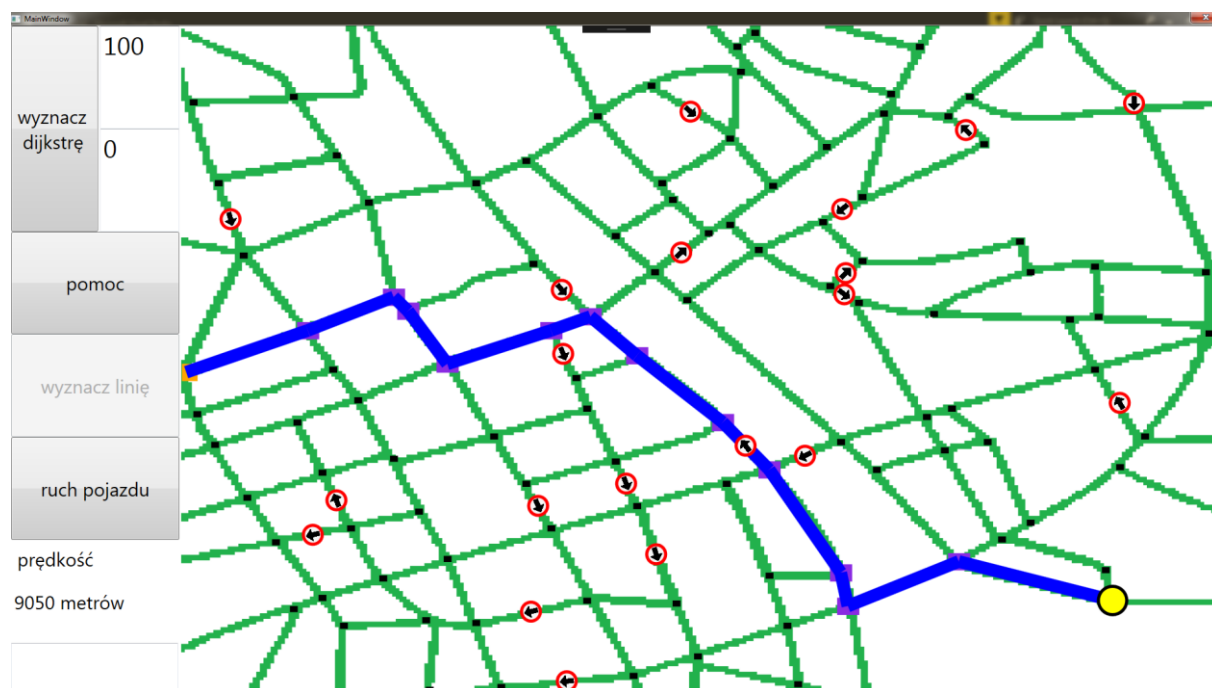 MainWindow
100
wyznacz
dijkstrę
0
pomoc
wyznacz linię
ruch pojazdu
prędkość
9050 metrów